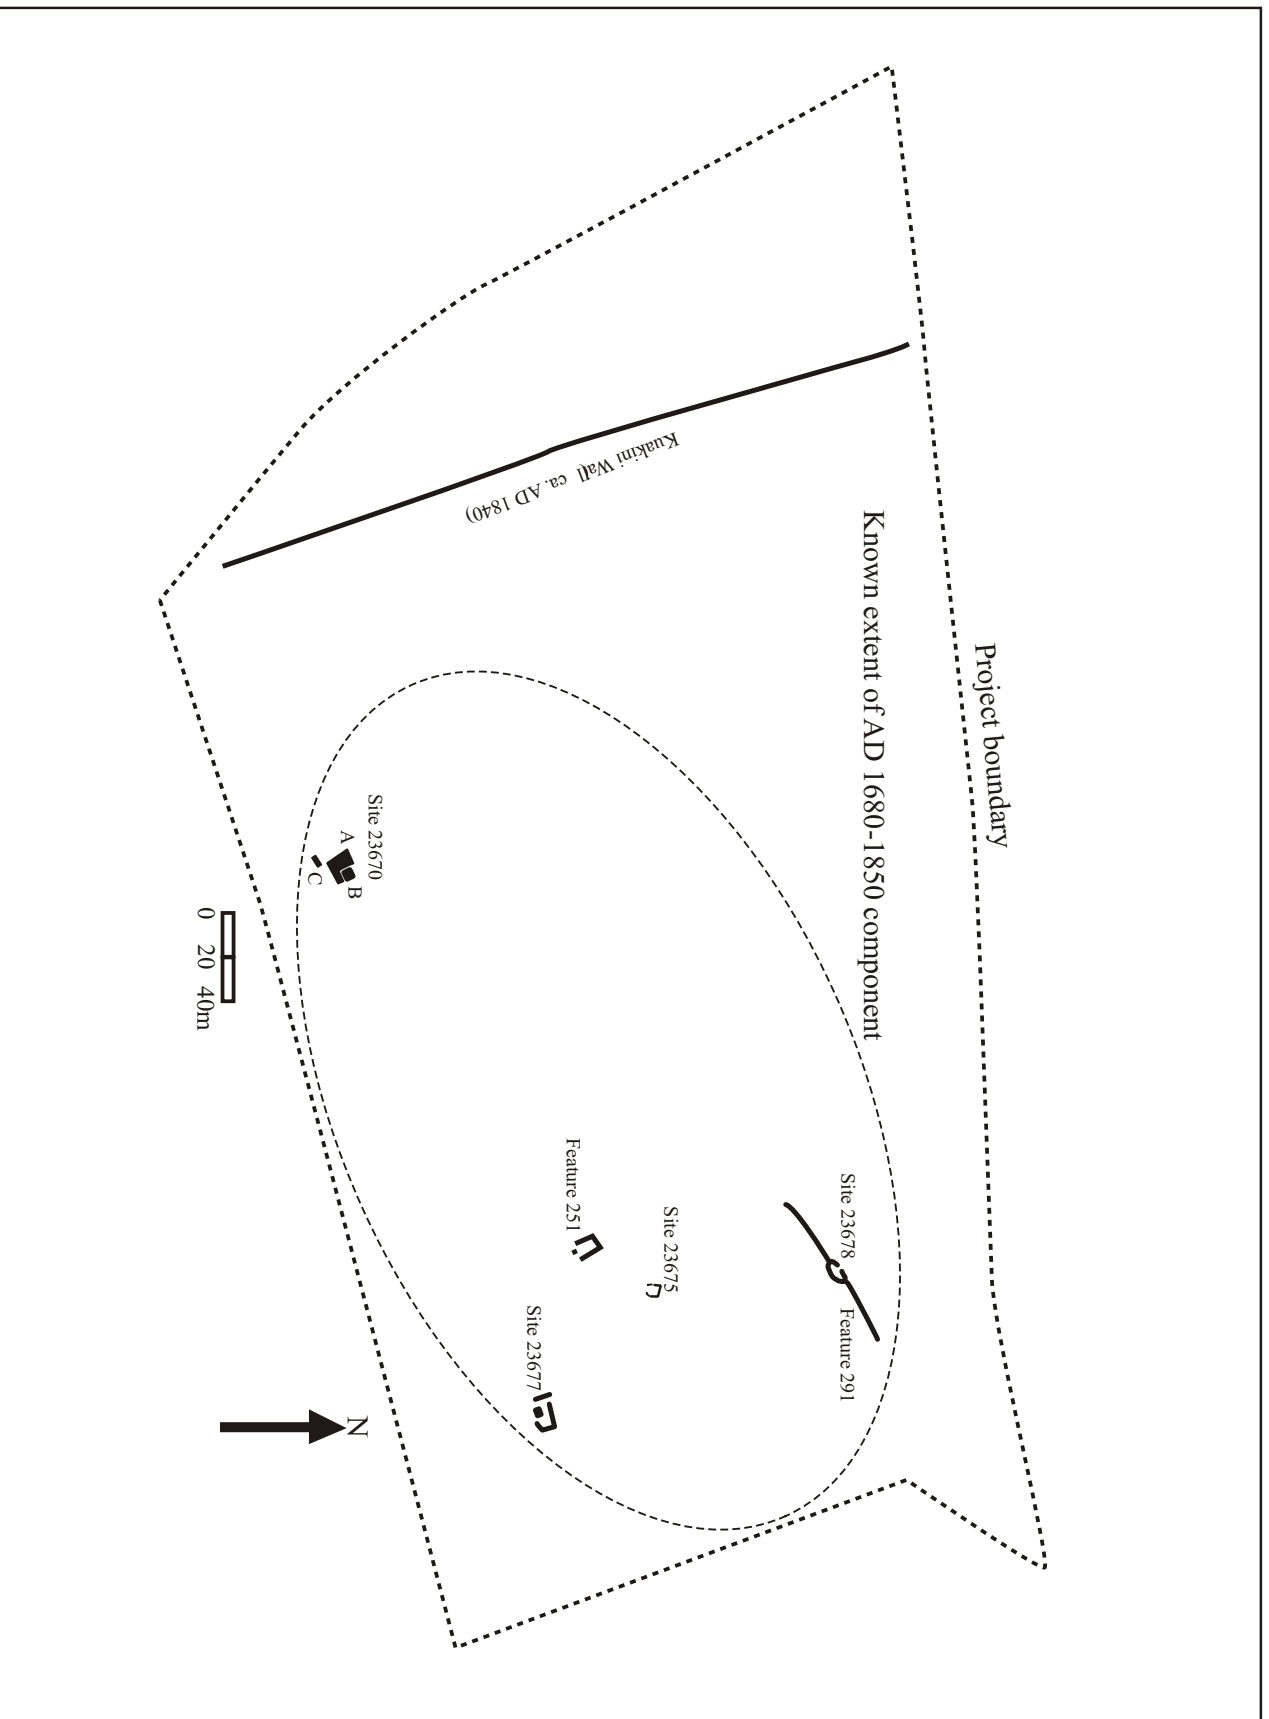 Project boundary
Known extent of AD 1680-1850 component
Kuakini Wall ca. AD 1840)
Site 23678
Feature 291
Site 23675
Feature 251
Site 23677
Site 23670
A
B
C
0 20 40m
N